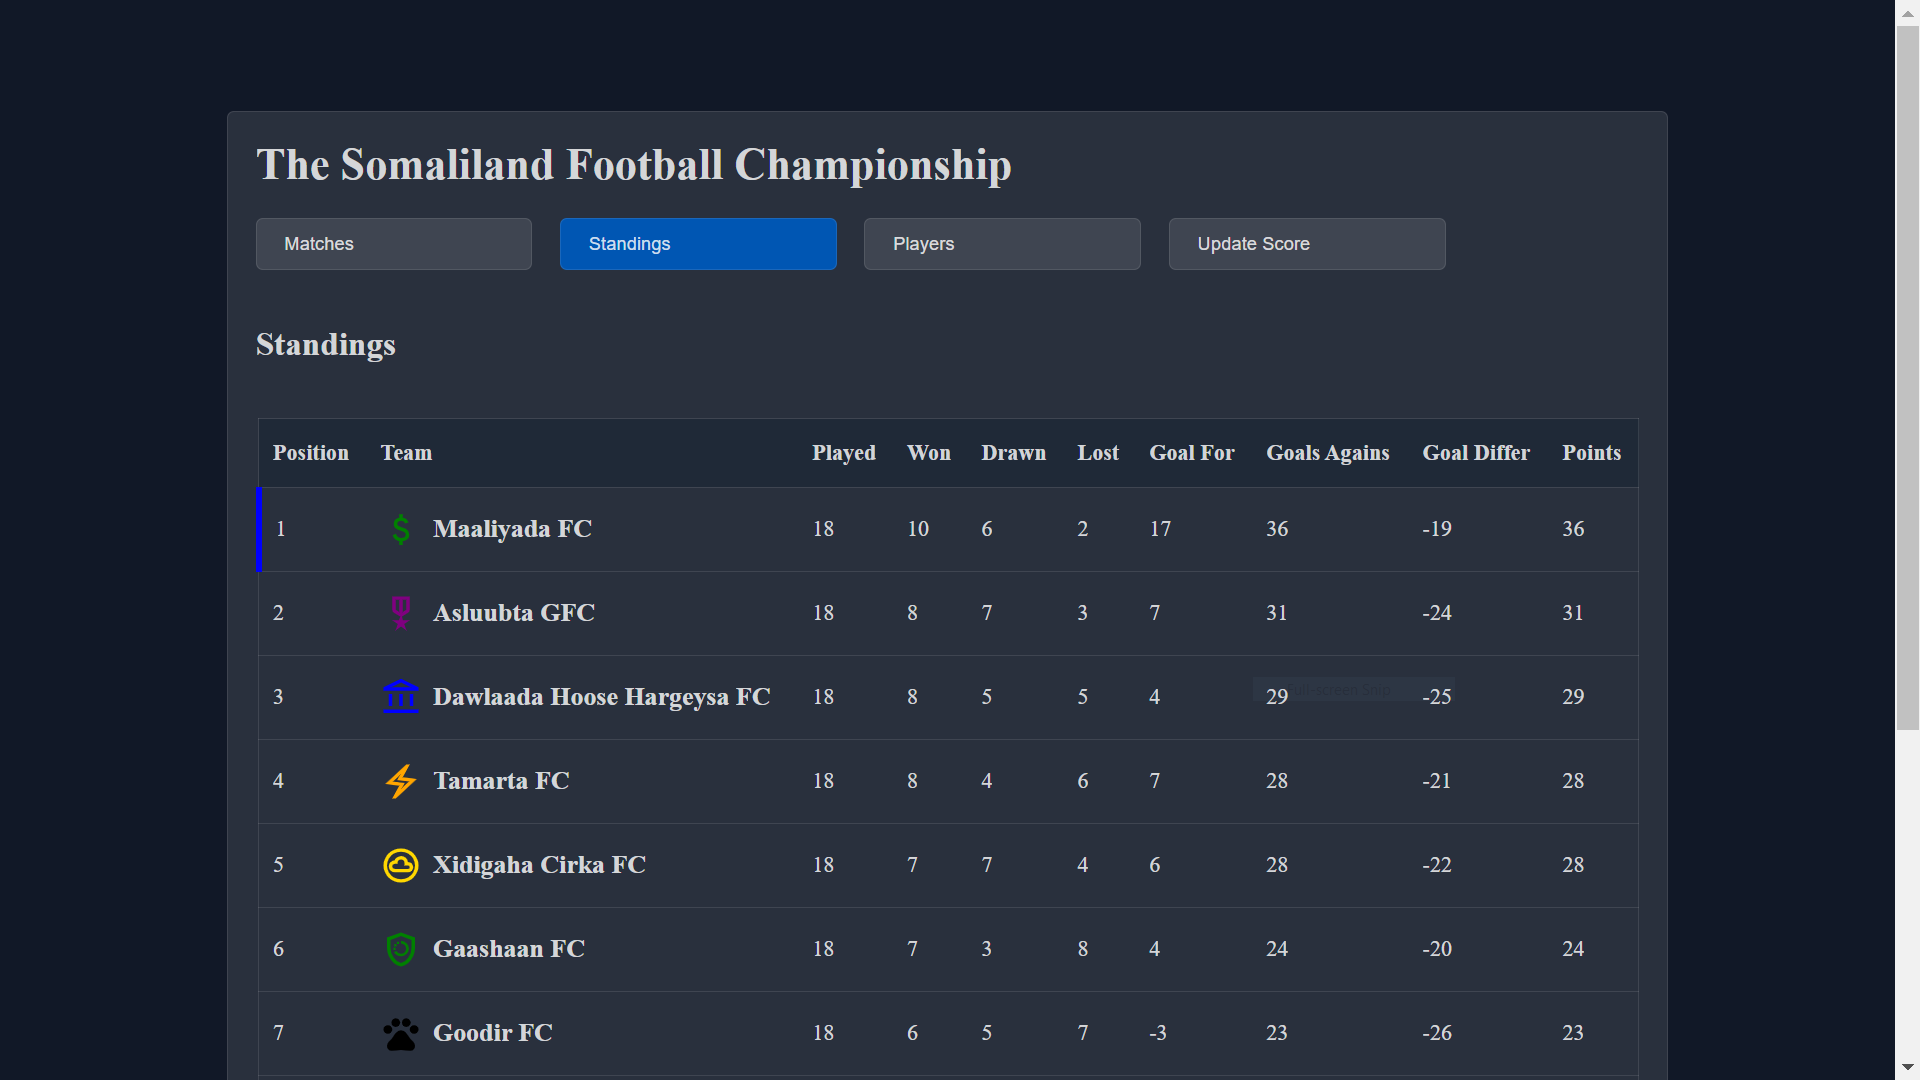 The Somaliland Football Championship
Matches Standings Players Update Score
Standings
Position Team Played Won Drawn Lost Goal For Goals Agains Goal Differ Points
1 Maaliyada FC 18 10 6 2 17 36 -19 36
2 Asluubta GFC 18 8 7 3 7 31 -24 31
3 Dawlaada Hoose Hargeysa FC 18 8 5 5 4 29 -25 29
Full-screen Snip
4 Tamarta FC 18 8 4 6 7 28 -21 28
5 Xidigaha Cirka FC 18 7 7 4 6 28 -22 28
6 Gaashaan FC 18 7 3 8 4 24 -20 24
7 Goodir FC 18 6 5 7 -3 23 -26 23